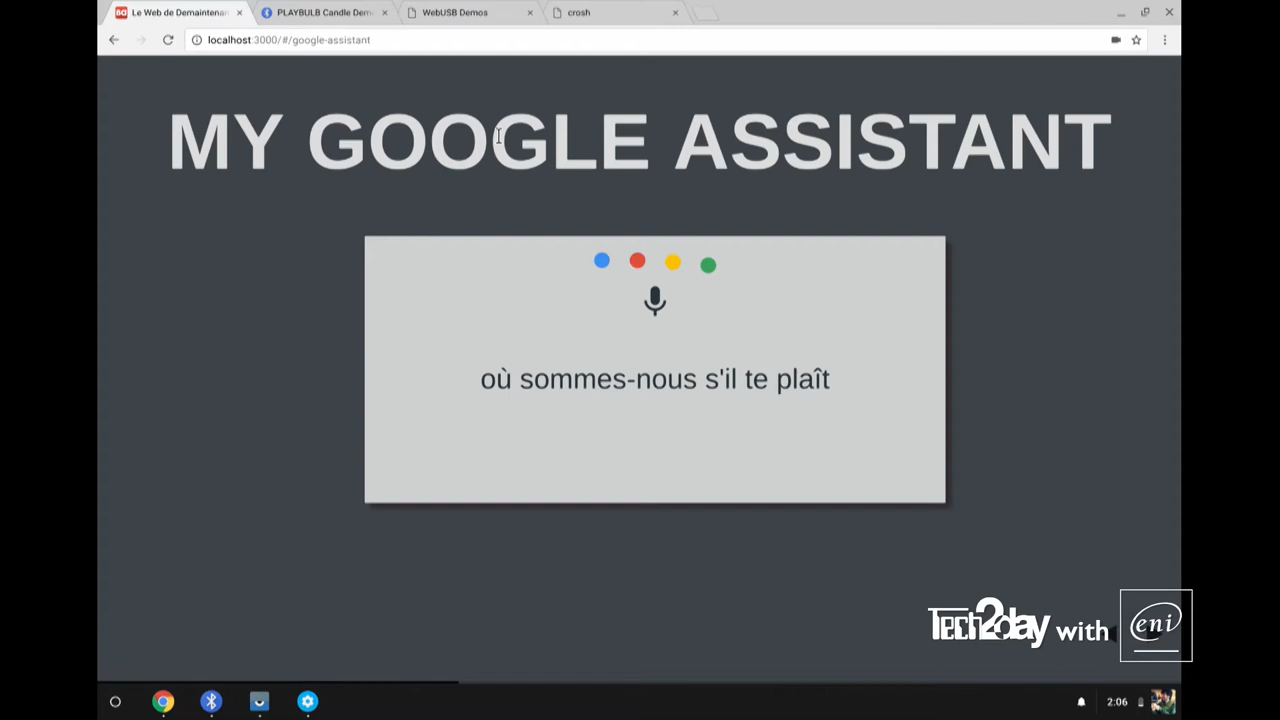 Le Web de Demaintenan
PLAYBULB Candle Dem
WebUSB Demos
crosh
localhost:3000/#/google-assistant
MY GOOGLE ASSISTANT
où sommes-nous s'il te plaît
Tech2day with eni
2:06